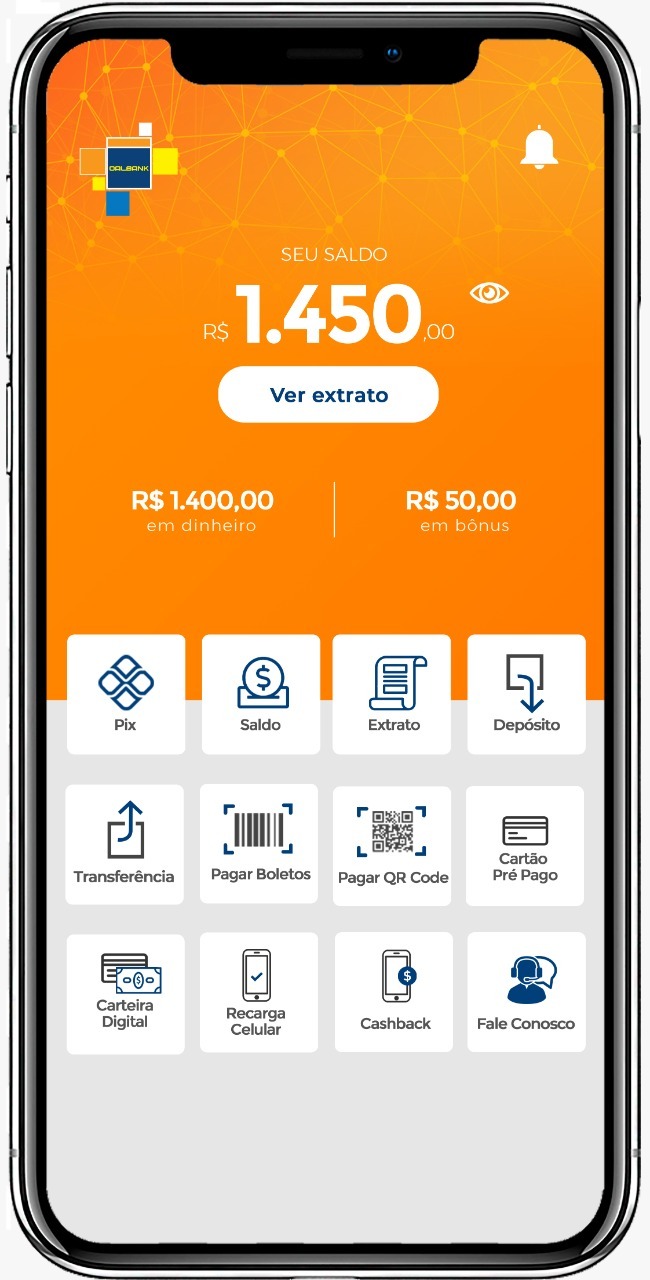 DALBANK
SEU SALDO
R$ 1.450,00
Ver extrato
R$ 1.400,00
em dinheiro
R$ 50,00
em bônus
Pix
Saldo
Extrato
Depósito
Transferência
Pagar Boletos
Pagar QR Code
Cartão
Pré Pago
Carteira
Digital
Recarga
Celular
Cashback
Fale Conosco